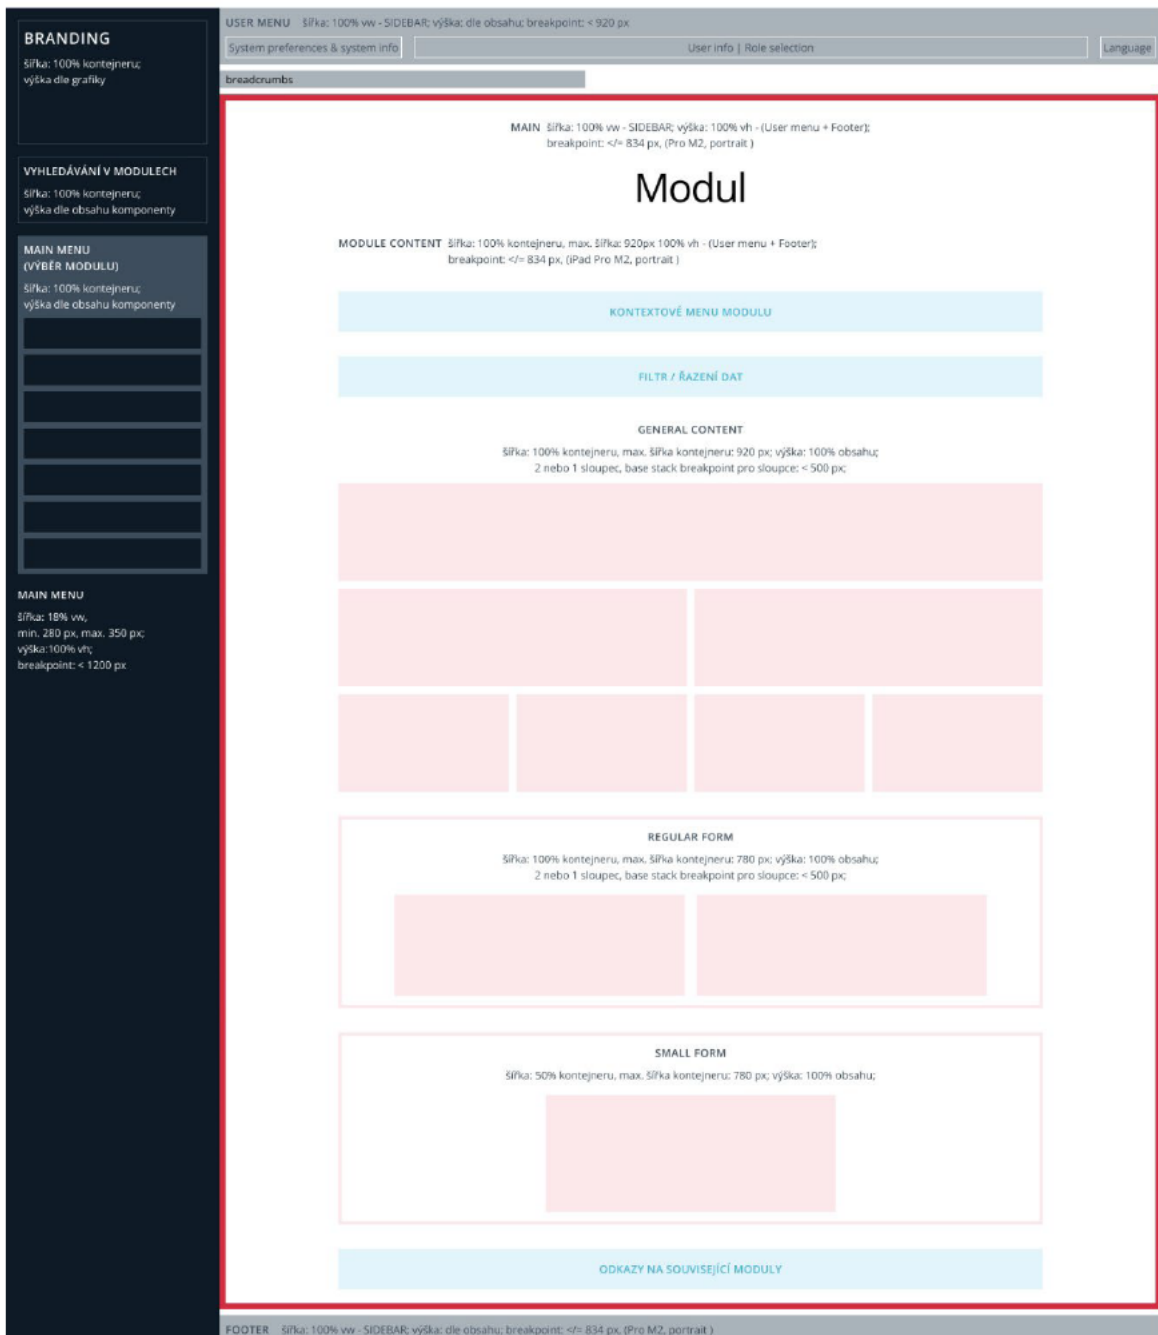 BRANDING
šířka: 100% kontejneru;
výška dle grafiky
VYHLEDÁVÁNÍ V MODULECH
šířka: 100% kontejneru;
výška dle obsahu komponenty
MAIN MENU
(VÝBĚR MODULU)
šířka: 100% kontejneru;
výška dle obsahu komponenty
MAIN MENU
šířka: 18% vw,
min. 280 px, max. 350 px;
výška:100% vh;
breakpoint: < 1200 px
USER MENU šířka: 100% vw - SIDEBAR; výška: dle obsahu; breakpoint: < 920 px
System preferences & system info
User info | Role selection
Language
breadcrumbs
MAIN šířka: 100% vw - SIDEBAR; výška: 100% vh - (User menu + Footer);
breakpoint: </= 834 px, (Pro M2, portrait )
Modul
MODULE CONTENT šířka: 100% kontejneru, max. šířka: 920px 100% vh - (User menu + Footer);
breakpoint: </= 834 px, (iPad Pro M2, portrait )
KONTEXTOVÉ MENU MODULU
FILTR / ŘAZENÍ DAT
GENERAL CONTENT
šířka: 100% kontejneru, max. šířka kontejneru: 920 px; výška: 100% obsahu;
2 nebo 1 sloupec, base stack breakpoint pro sloupce: < 500 px;
REGULAR FORM
šířka: 100% kontejneru, max. šířka kontejneru: 780 px; výška: 100% obsahu;
2 nebo 1 sloupec, base stack breakpoint pro sloupce: < 500 px;
SMALL FORM
šířka: 50% kontejneru, max. šířka kontejneru: 780 px; výška: 100% obsahu;
ODKAZY NA SOUVISEJÍCÍ MODULY
FOOTER šířka: 100% vw - SIDEBAR; výška: dle obsahu; breakpoint: </= 834 px, (Pro M2, portrait )